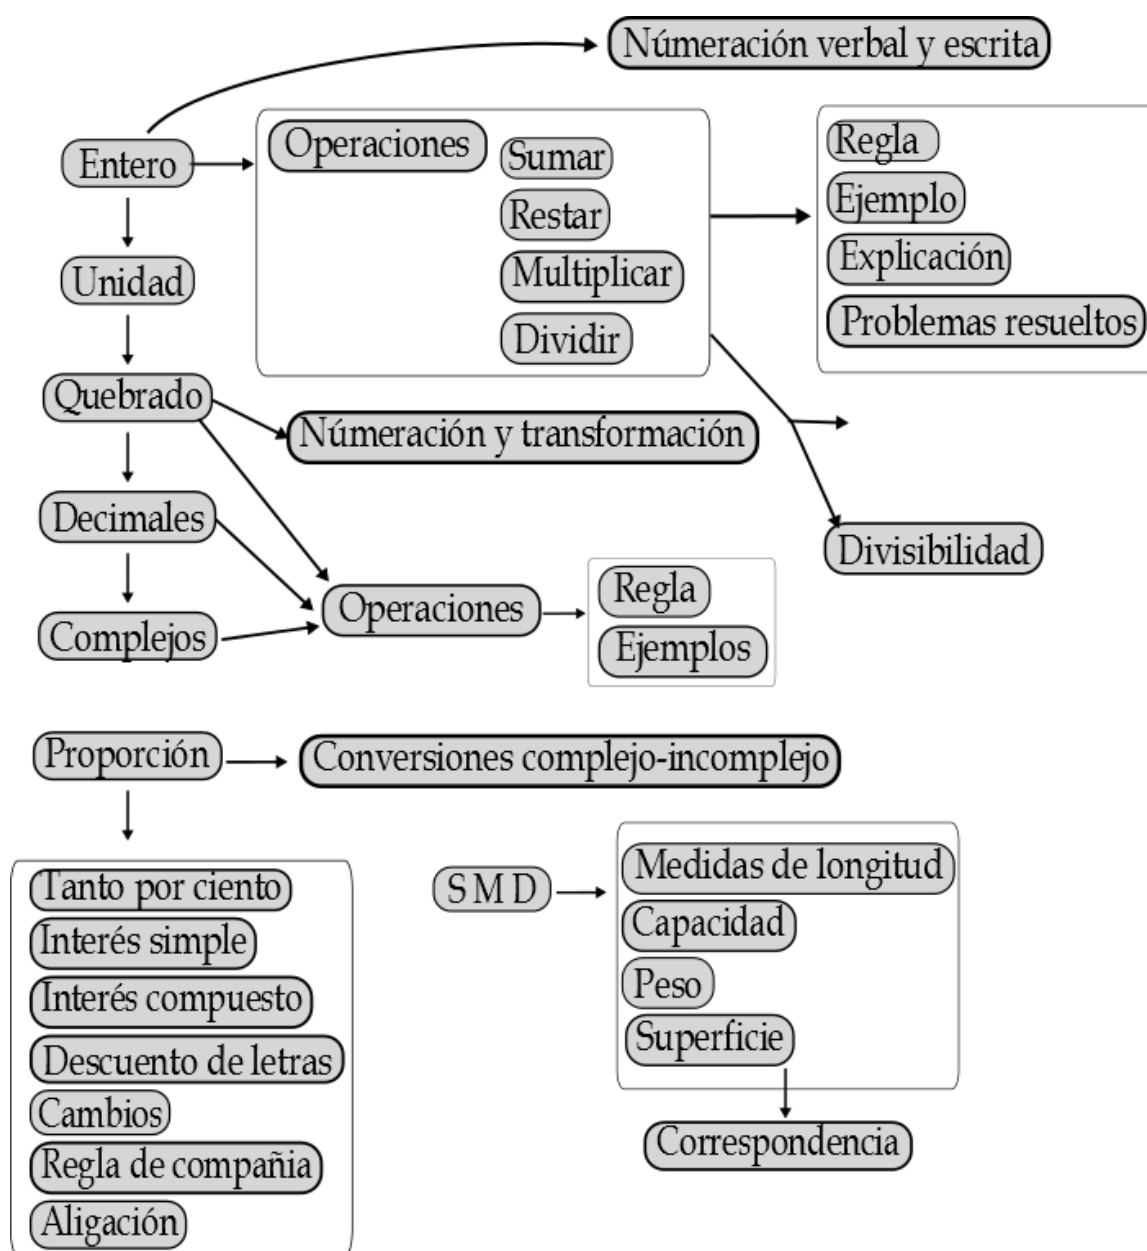 Número verbal y escrita
Entero
Operaciones
Sumar
Restar
Multiplicar
Dividir
Regla
Ejemplo
Explicación
Problemas resueltos
Unidad
Quebrado
Númeración y transformación
Decimales
Divisibilidad
Complejos
Operaciones
Regla
Ejemplos
Proporción
Conversiones complejo-incomplejo
Tanto por ciento
Interés simple
Interés compuesto
Descuento de letras
Cambios
Regla de compañia
Aligación
S M D
Medidas de longitud
Capacidad
Peso
Superficie
Correspondencia